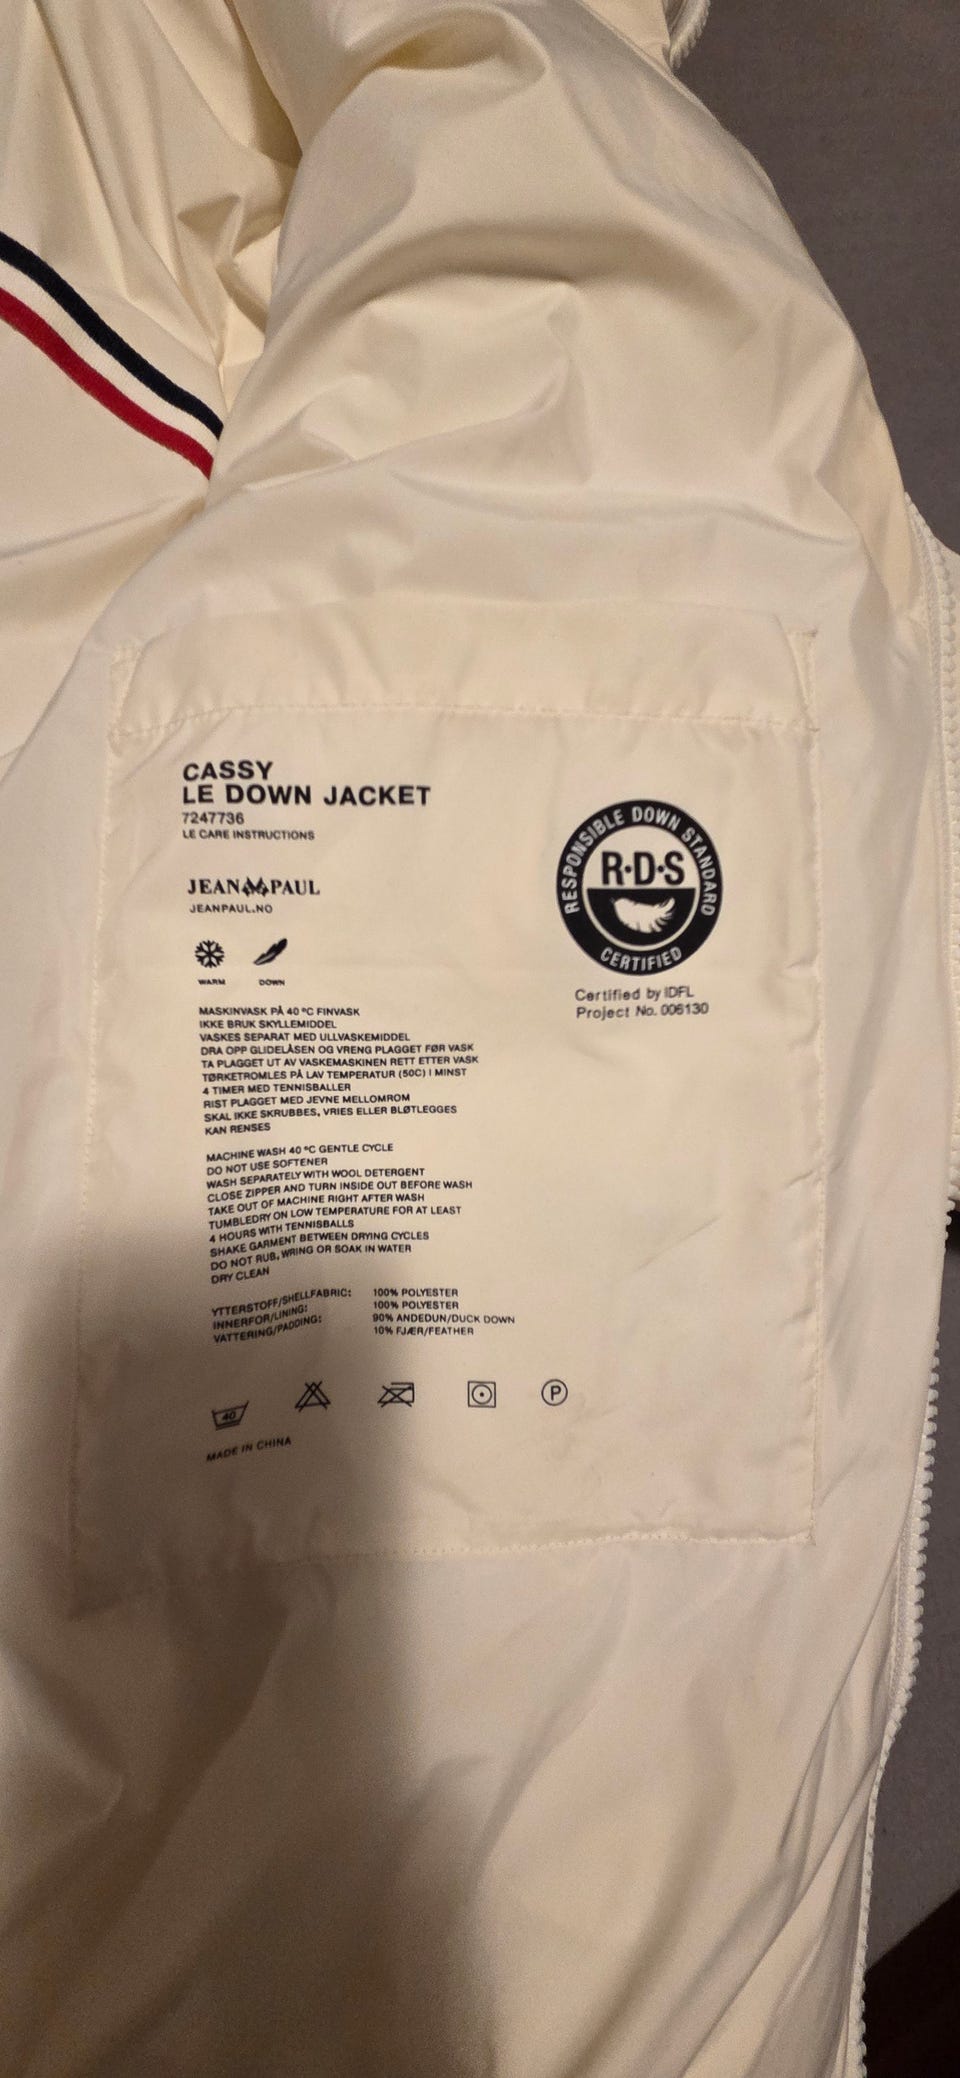 CASSY
LE DOWN JACKET
7247736
LE CARE INSTRUCTIONS
JEAN PAUL
JEANPAUL.NO
WARM DOWN
RESPONSIBLE DOWN STANDARD
R·D·S
CERTIFIED
Certified by IDFL
Project No. 006130
MASKINVASK PÅ 40 °C FINVASK
IKKE BRUK SKYLLEMIDDEL
VASKES SEPARAT MED ULLVASKEMIDDEL
DRA OPP GLIDELÅSEN OG VRENG PLAGGET FØR VASK
TA PLAGGET UT AV VASKEMASKINEN RETT ETTER VASK
TØRKETROMLES PÅ LAV TEMPERATUR (50C) I MINST
4 TIMER MED TENNISBALLER
RIST PLAGGET MED JEVNE MELLOMROM
SKAL IKKE SKRUBBES, VRIES ELLER BLØTLEGGES
KAN RENSES
MACHINE WASH 40 °C GENTLE CYCLE
DO NOT USE SOFTENER
WASH SEPARATELY WITH WOOL DETERGENT
CLOSE ZIPPER AND TURN INSIDE OUT BEFORE WASH
TAKE OUT OF MACHINE RIGHT AFTER WASH
TUMBLEDRY ON LOW TEMPERATURE FOR AT LEAST
4 HOURS WITH TENNISBALLS
SHAKE GARMENT BETWEEN DRYING CYCLES
DO NOT RUB, WRING OR SOAK IN WATER
DRY CLEAN
YTTERSTOFF/SHELLFABRIC: 100% POLYESTER
INNERFOR/LINING: 100% POLYESTER
VATTERING/PADDING: 90% ANDEDUN/DUCK DOWN
10% FJÆR/FEATHER
40 P
MADE IN CHINA